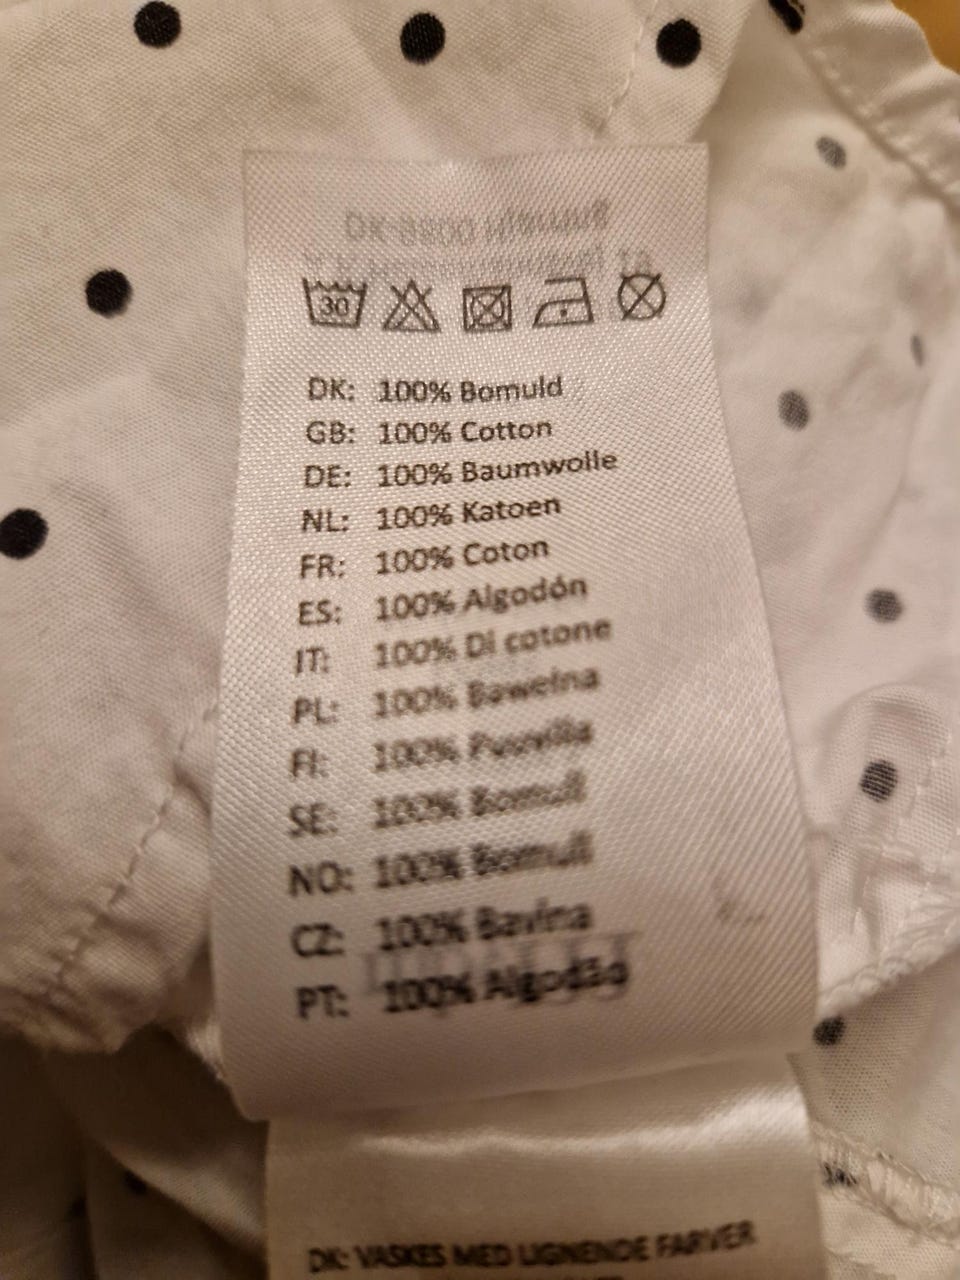 30
DK: 100% Bomuld
GB: 100% Cotton
DE: 100% Baumwolle
NL: 100% Katoen
FR: 100% Coton
ES: 100% Algodón
IT: 100% Di cotone
PL: 100% Bawełna
FI: 100% Puuvilla
SE: 100% Bomull
NO: 100% Bomull
CZ: 100% Bavlna
PT: 100% Algodão
DK: VASKES MED LIGNENDE FARVER